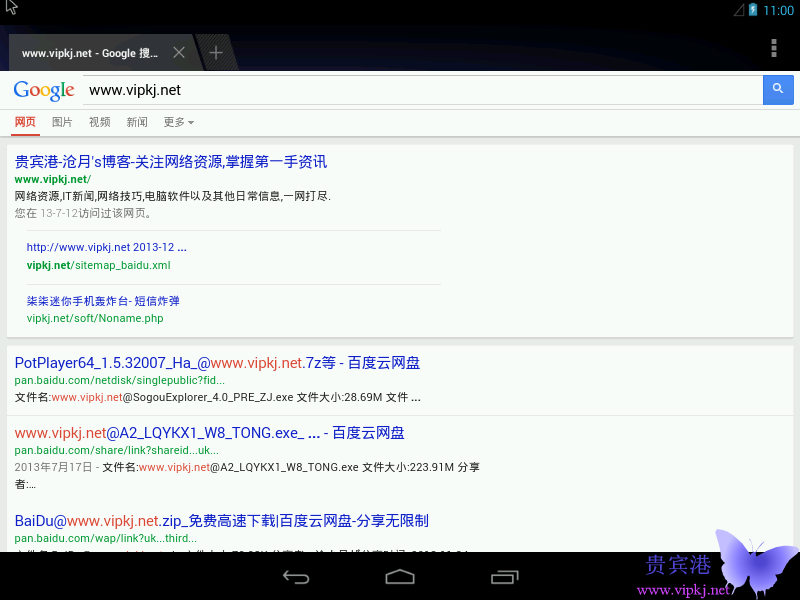 11:00
www.vipkj.net - Google 搜...
Google www.vipkj.net
网页 图片 视频 新闻 更多
贵宾港-沧月's博客-关注网络资源,掌握第一手资讯
www.vipkj.net/
网络资源,IT新闻,网络技巧,电脑软件以及其他日常信息,一网打尽.
您在 13-7-12访问过该网页。
http://www.vipkj.net 2013-12 ...
vipkj.net/sitemap_baidu.xml
柒柒迷你手机轰炸台- 短信炸弹
vipkj.net/soft/Noname.php
PotPlayer64_1.5.32007_Ha_@www.vipkj.net.7z等 - 百度云网盘
pan.baidu.com/netdisk/singlepublic?fid...
文件名:www.vipkj.net@SogouExplorer_4.0_PRE_ZJ.exe 文件大小:28.69M 文件 ...
www.vipkj.net@A2_LQYKX1_W8_TONG.exe_ ... - 百度云网盘
pan.baidu.com/share/link?shareid...uk...
2013年7月17日 - 文件名:www.vipkj.net@A2_LQYKX1_W8_TONG.exe 文件大小:223.91M 分享
者:...
BaiDu@www.vipkj.net.zip_免费高速下载|百度云网盘-分享无限制
pan.baidu.com/wap/link?uk...third...
贵宾港
www.vipkj.net